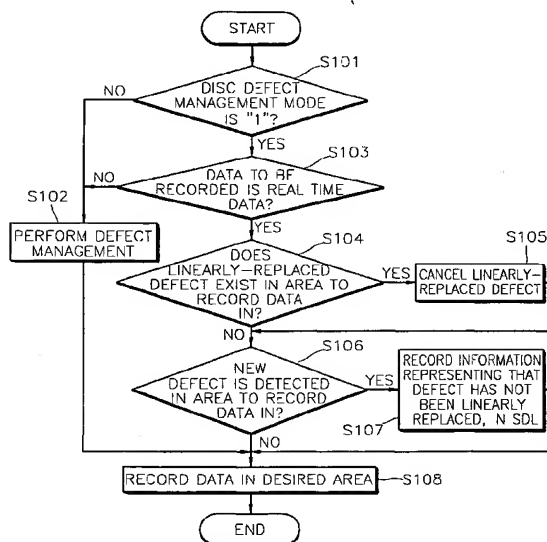 START
S101
DISC DEFECT
MANAGEMENT MODE
IS "1"?
NO
YES
S103
DATA TO BE
RECORDED IS REAL TIME
DATA?
NO
YES
S102
PERFORM DEFECT
MANAGEMENT
S104
DOES
LINEARLY-REPLACED
DEFECT EXIST IN AREA TO
RECORD DATA
IN?
YES
S105
CANCEL LINEARLY-
REPLACED DEFECT
NO
S106
NEW
DEFECT IS DETECTED
IN AREA TO RECORD
DATA IN?
YES
RECORD INFORMATION
REPRESENTING THAT
DEFECT HAS NOT
BEEN LINEARLY
REPLACED, N SDL
S107
NO
RECORD DATA IN DESIRED AREA
S108
END